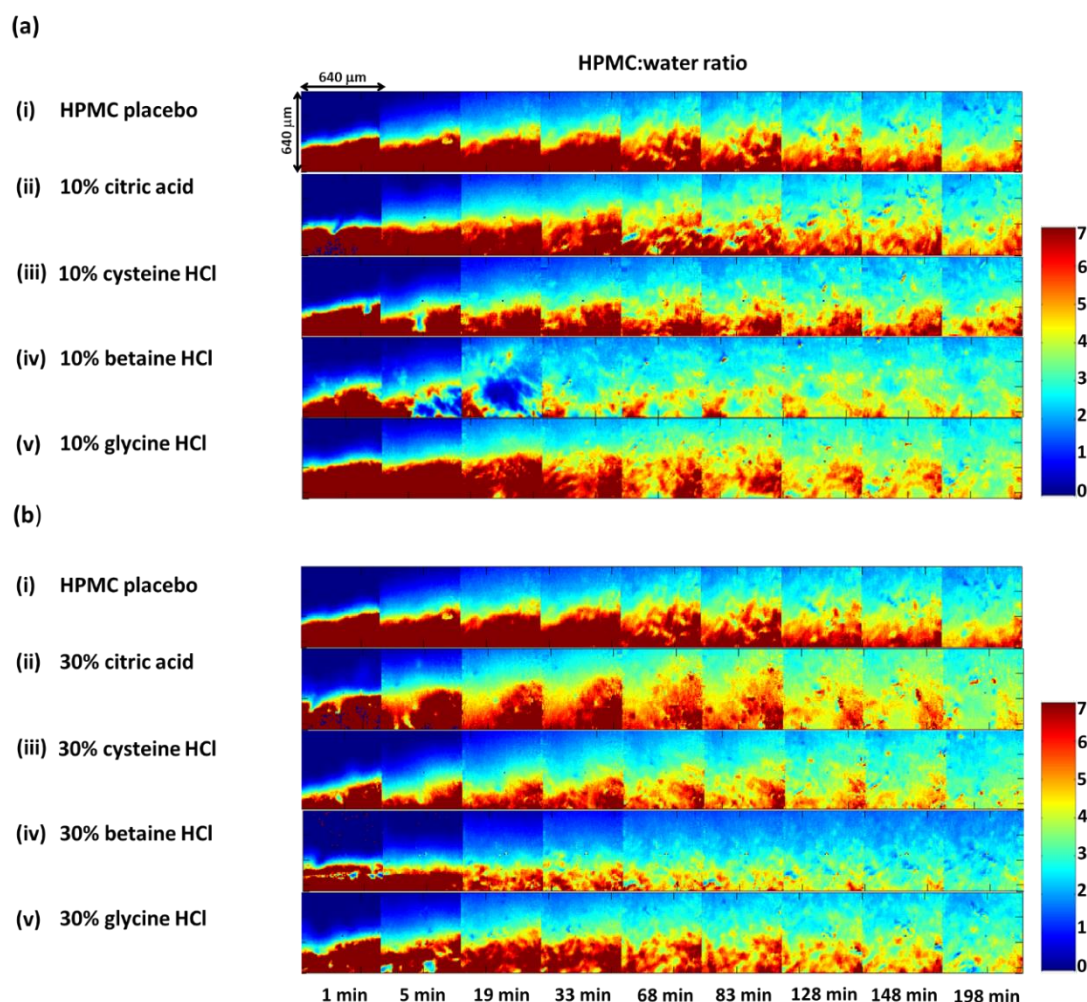 (a)
HPMC:water ratio
640 µm
640 µm
(i) HPMC placebo
(ii) 10% citric acid
(iii) 10% cysteine HCl
(iv) 10% betaine HCl
(v) 10% glycine HCl
7
6
5
4
3
2
1
0
(b)
(i) HPMC placebo
(ii) 30% citric acid
(iii) 30% cysteine HCl
(iv) 30% betaine HCl
(v) 30% glycine HCl
7
6
5
4
3
2
1
0
1 min 5 min 19 min 33 min 68 min 83 min 128 min 148 min 198 min